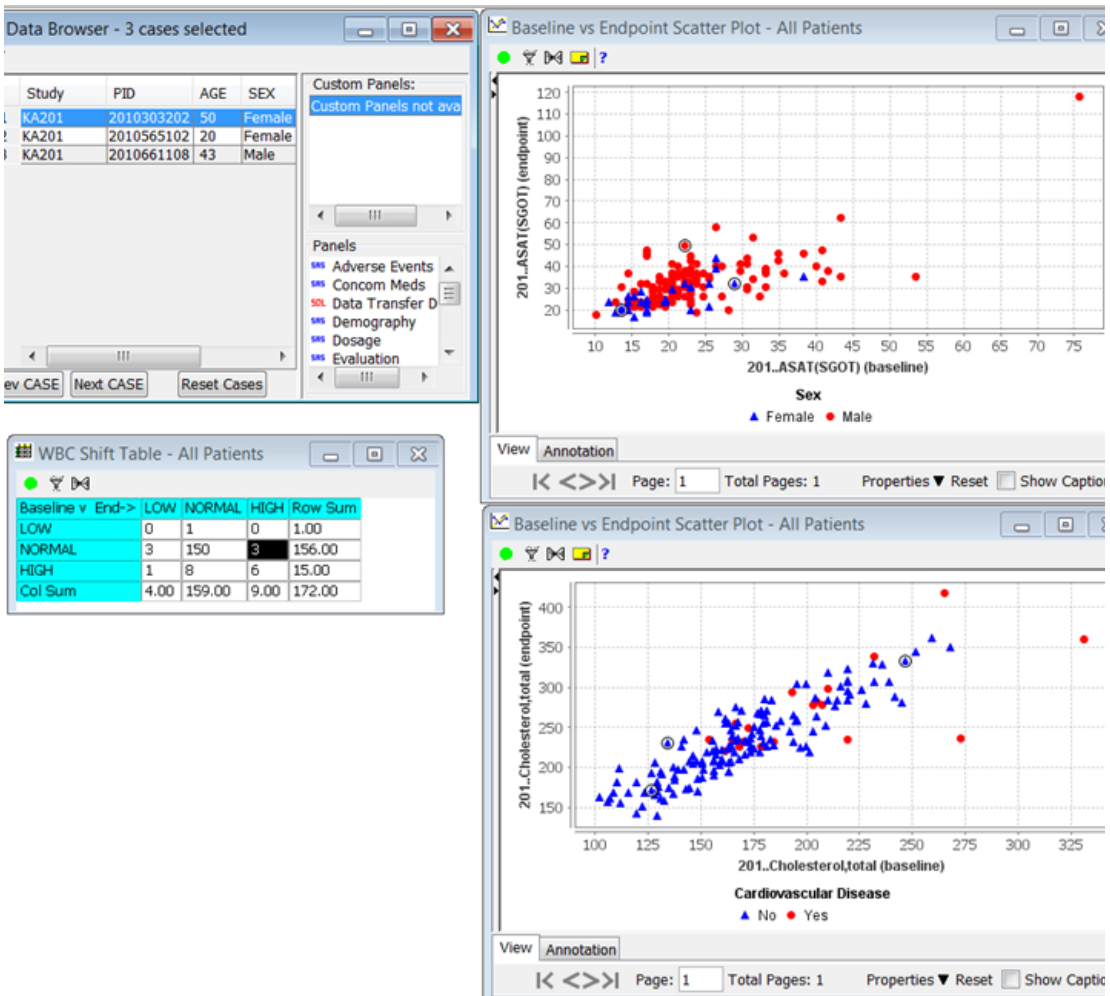 Data Browser - 3 cases selected
Study PID AGE SEX
1 KA201 2010303202 50 Female
2 KA201 2010565102 20 Female
3 KA201 2010661108 43 Male
Custom Panels:
Custom Panels not ava
Panels
SAS Adverse Events
SAS Concom Meds
SQL Data Transfer D
SAS Demography
SAS Dosage
SAS Evaluation
ev CASE Next CASE Reset Cases
WBC Shift Table - All Patients
Baseline v End-> LOW NORMAL HIGH Row Sum
LOW 0 1 0 1.00
NORMAL 3 150 3 156.00
HIGH 1 8 6 15.00
Col Sum 4.00 159.00 9.00 172.00
Baseline vs Endpoint Scatter Plot - All Patients
?
201..ASAT(SGOT) (endpoint)
120
110
100
90
80
70
60
50
40
30
20
10 15 20 25 30 35 40 45 50 55 60 65 70 75
201..ASAT(SGOT) (baseline)
Sex
Female Male
View Annotation
Page: 1 Total Pages: 1 Properties ▼ Reset Show Captio
Baseline vs Endpoint Scatter Plot - All Patients
?
201..Cholesterol,total (endpoint)
400
350
300
250
200
150
100 125 150 175 200 225 250 275 300 325
201..Cholesterol,total (baseline)
Cardiovascular Disease
No Yes
View Annotation
Page: 1 Total Pages: 1 Properties ▼ Reset Show Captio